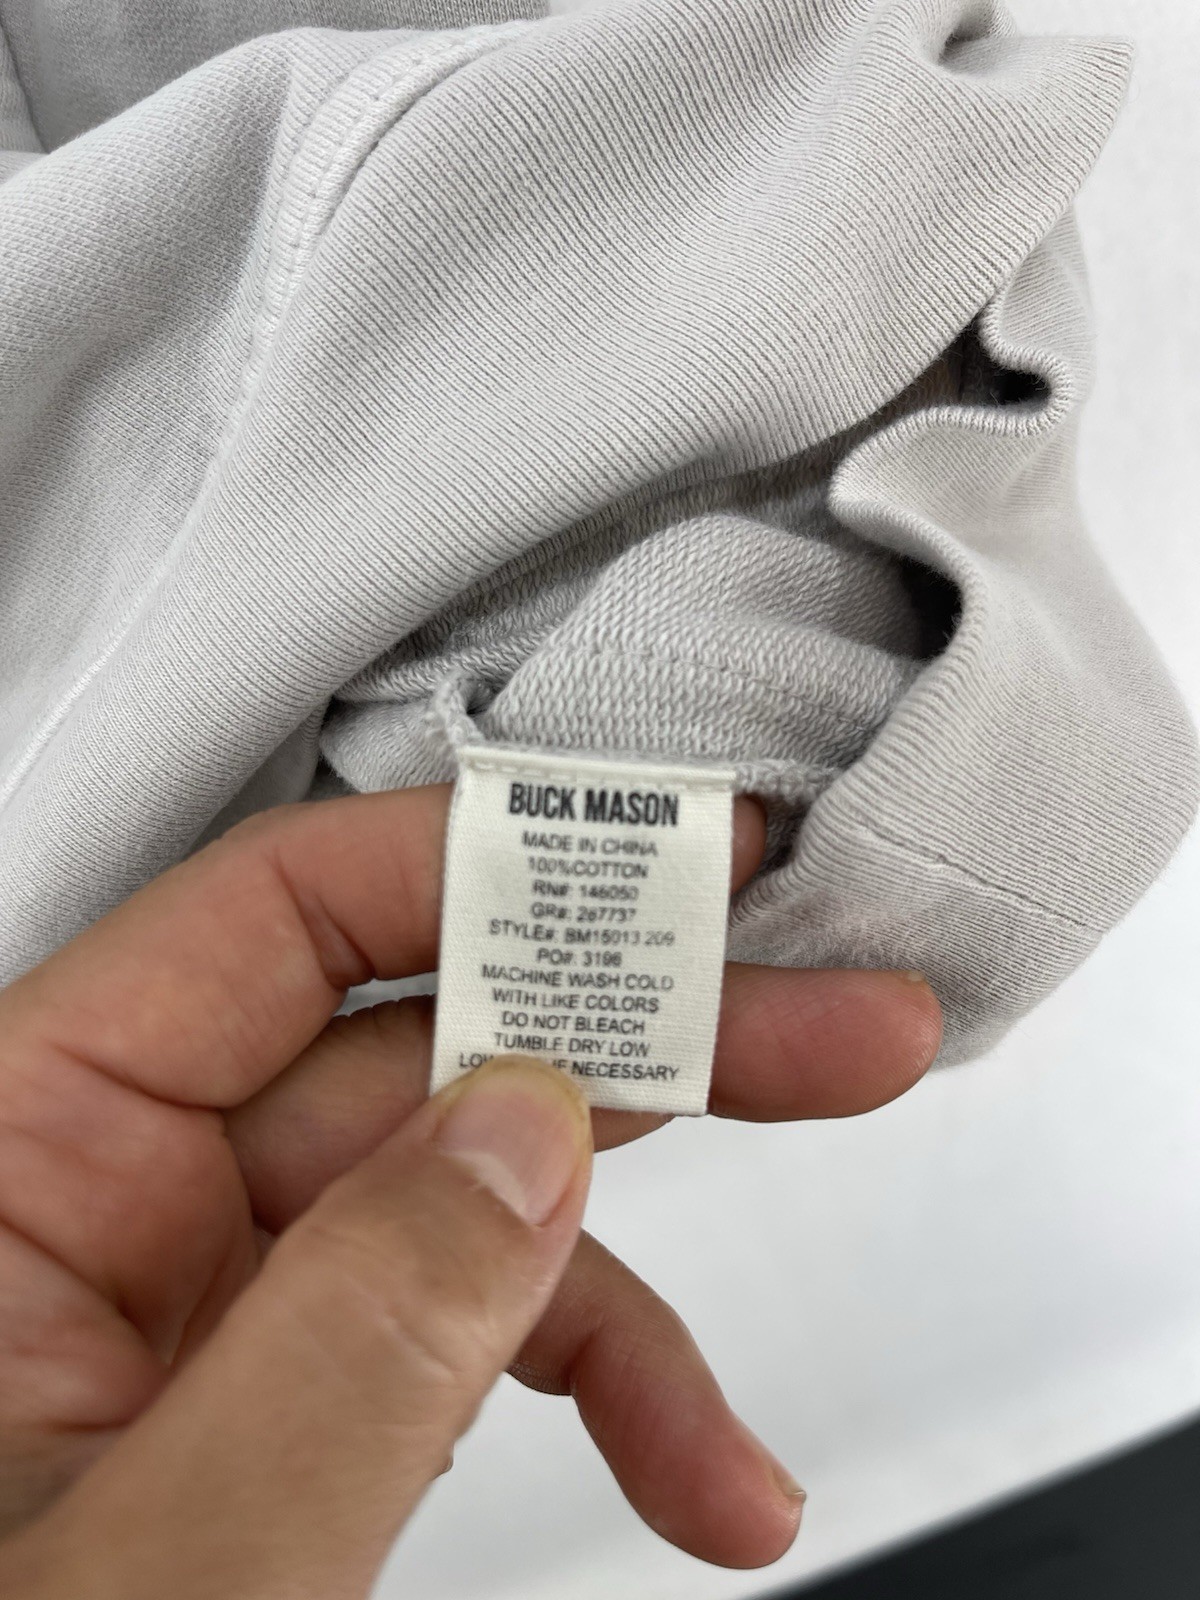 BUCK MASON
MADE IN CHINA
100%COTTON
RN#: 146050
GR#: 267737
STYLE#: BM15013 209
PO#: 3196
MACHINE WASH COLD
WITH LIKE COLORS
DO NOT BLEACH
TUMBLE DRY LOW
IF NECESSARY